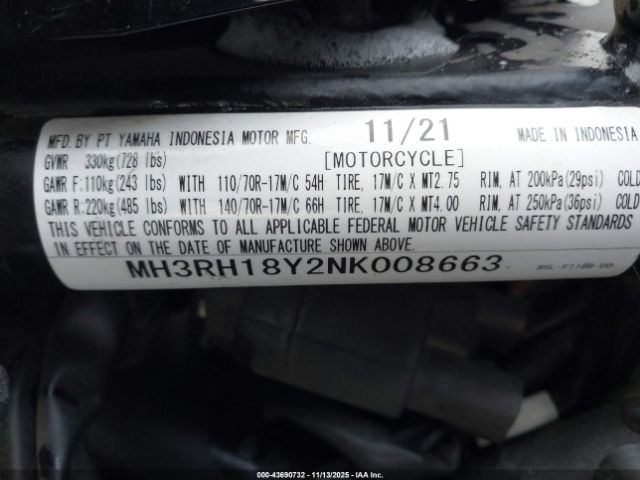 MFD. BY PT YAMAHA INDONESIA MOTOR MFG. 11/21 MADE IN INDONESIA
GVWR 330kg(728 lbs) [MOTORCYCLE]
GAWR F:110kg(243 lbs) WITH 110/70R-17M/C 54H TIRE, 17M/C X MT2.75 RIM, AT 200kPa(29psi) COLD
GAWR R:220kg(485 lbs) WITH 140/70R-17M/C 66H TIRE, 17M/C X MT4.00 RIM, AT 250kPa(36psi) COLD
THIS VEHICLE CONFORMS TO ALL APPLICABLE FEDERAL MOTOR VEHICLE SAFETY STANDARDS
IN EFFECT ON THE DATE OF MANUFACTURE SHOWN ABOVE.
MH3RH18Y2NK008663
000-43690732 - 11/13/2025 - IAA Inc.